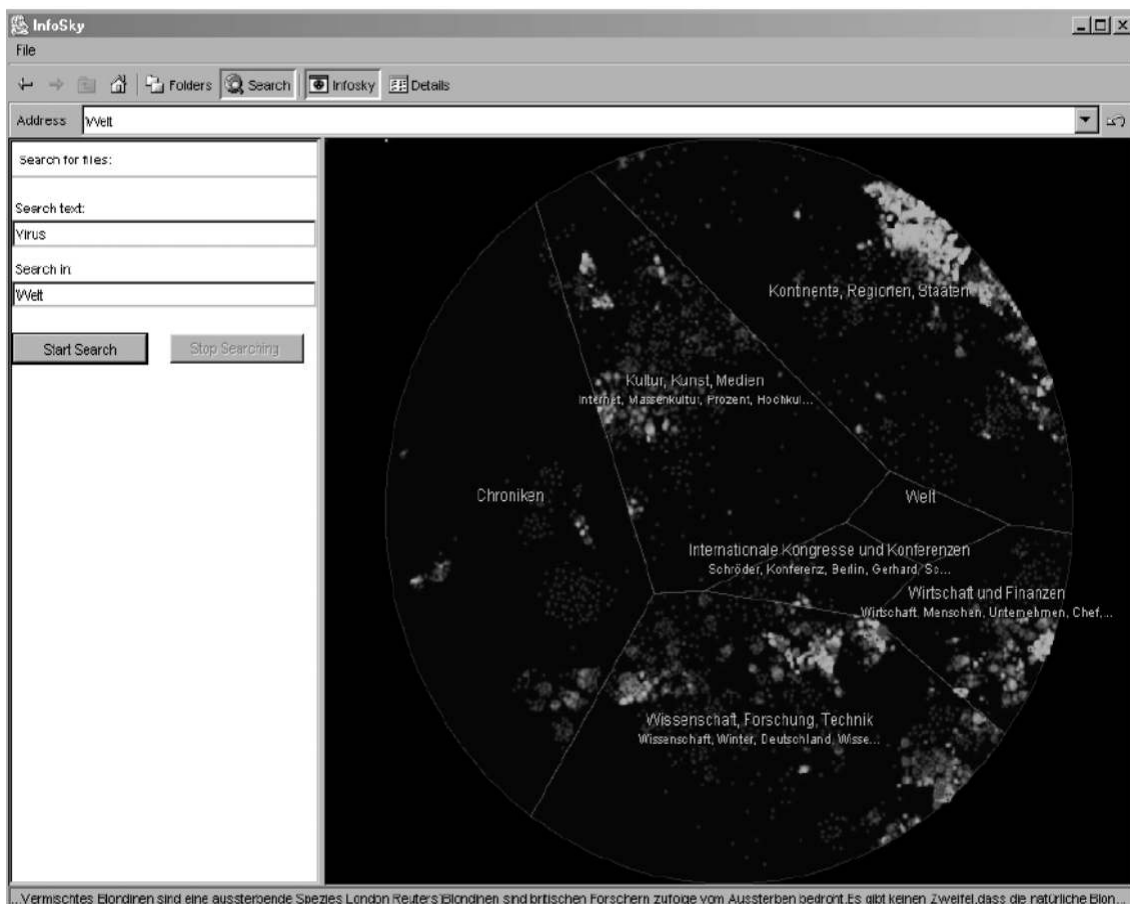 InfoSky
File
Folders Search Infosky Details
Address Welt
Search for files:
Search text:
Virus
Search in:
Welt
Start Search Stop Searching
Kontinente, Regionen, Staaten
Kultur, Kunst, Medien
Internet, Massenkultur, Prozent, Hochkul...
Chroniken
Welt
Internationale Kongresse und Konferenzen
Schröder, Konferenz, Berlin, Gerhard, Sc...
Wirtschaft und Finanzen
Wirtschaft, Menschen, Unternehmen, Chef,...
Wissenschaft, Forschung, Technik
Wissenschaft, Winter, Deutschland, Wisse...
...Vermischtes Blondinen sind eine aussterbende Spezies London Reuters Blondinen sind britischen Forschern zufolge vom Aussterben bedroht.Es gibt keinen Zweifel,dass die natürliche Blon...